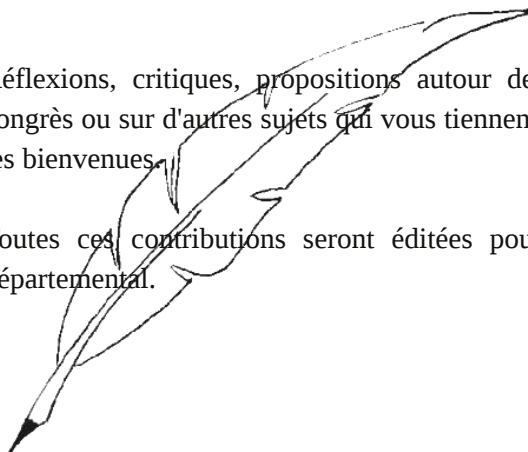 éflexions, critiques, propositions autour de
ongrès ou sur d'autres sujets qui vous tiennen
es bienvenues.
outes ces contributions seront éditées pou
épartemental.